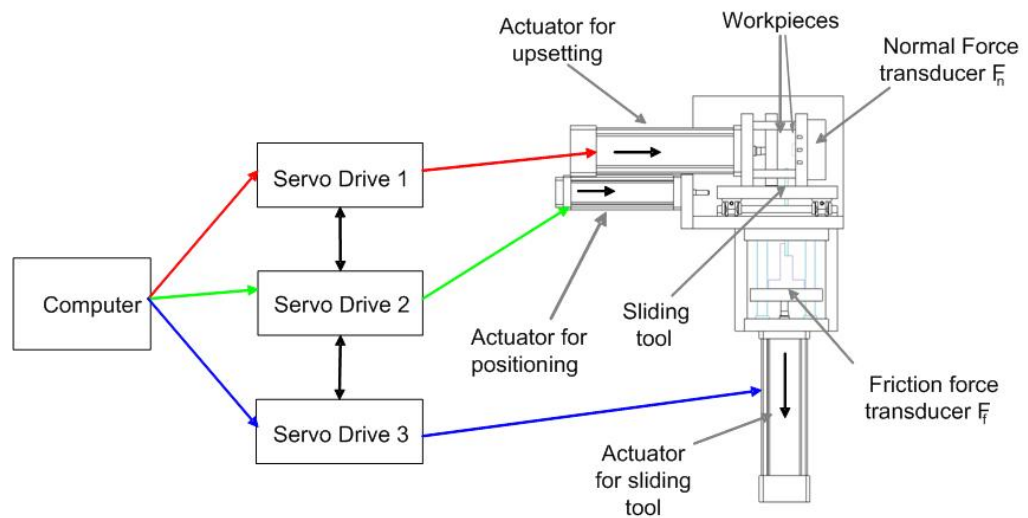 Actuator for
upsetting
Workpieces
Normal Force
transducer Fn
Servo Drive 1
Computer
Servo Drive 2
Servo Drive 3
Actuator for
positioning
Sliding
tool
Friction force
transducer Ff
Actuator
for sliding
tool